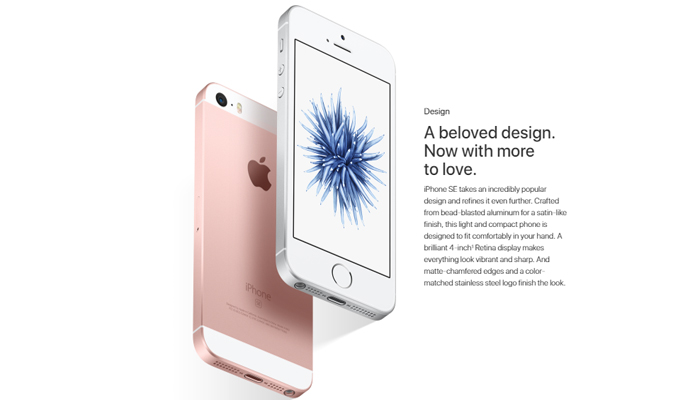 Design
A beloved design.
Now with more
to love.
iPhone SE takes an incredibly popular
design and refines it even further. Crafted
from bead-blasted aluminum for a satin-like
finish, this light and compact phone is
designed to fit comfortably in your hand. A
brilliant 4-inch¹ Retina display makes
everything look vibrant and sharp. And
matte-chamfered edges and a color-
matched stainless steel logo finish the look.
iPhone
SE